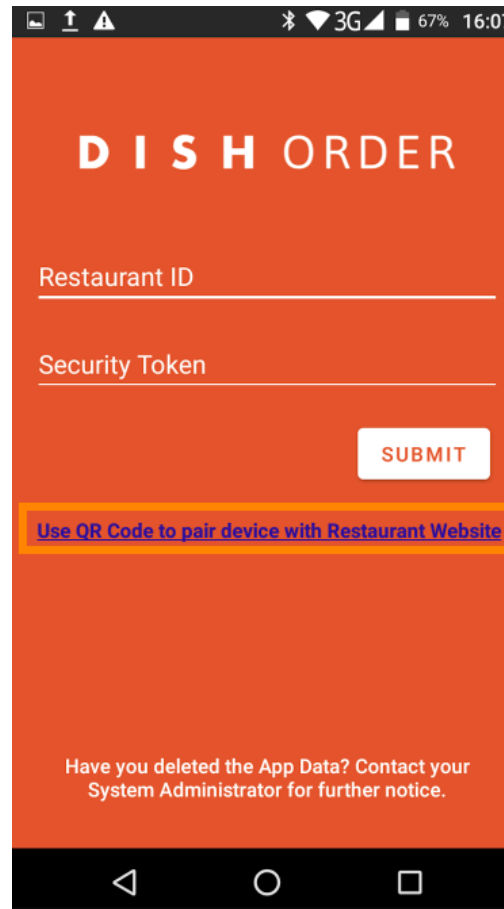 3G 67% 16:07
DISH ORDER
Restaurant ID
Security Token
SUBMIT
Use QR Code to pair device with Restaurant Website
Have you deleted the App Data? Contact your
System Administrator for further notice.